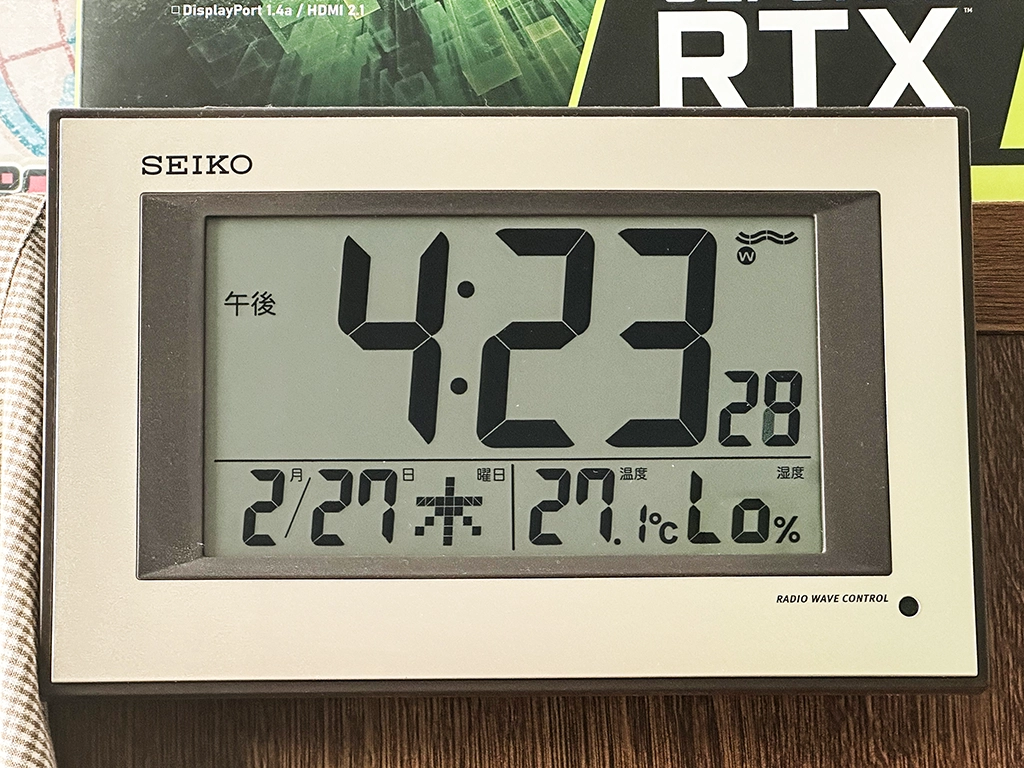 □DisplayPort 1.4a / HDMI 2.1
RTX™
SEIKO
午後 4:23 28
W
2月/27日 木曜日 温度 27.1℃ 湿度 Lo%
RADIO WAVE CONTROL